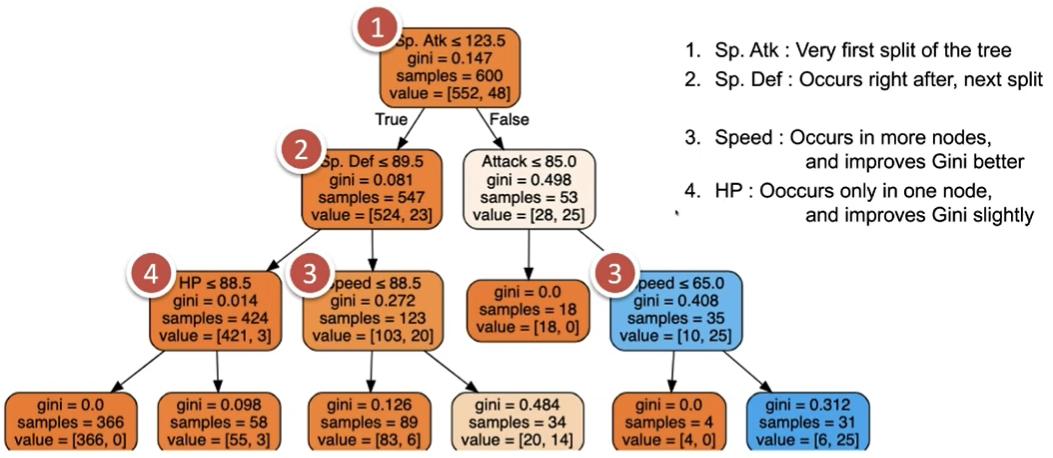 1
Sp. Atk ≤ 123.5
gini = 0.147
samples = 600
value = [552, 48]
True
False
2
Sp. Def ≤ 89.5
gini = 0.081
samples = 547
value = [524, 23]
Attack ≤ 85.0
gini = 0.498
samples = 53
value = [28, 25]
4
HP ≤ 88.5
gini = 0.014
samples = 424
value = [421, 3]
3
peed ≤ 88.5
gini = 0.272
samples = 123
value = [103, 20]
gini = 0.0
samples = 18
value = [18, 0]
3
peed ≤ 65.0
gini = 0.408
samples = 35
value = [10, 25]
gini = 0.0
samples = 366
value = [366, 0]
gini = 0.098
samples = 58
value = [55, 3]
gini = 0.126
samples = 89
value = [83, 6]
gini = 0.484
samples = 34
value = [20, 14]
gini = 0.0
samples = 4
value = [4, 0]
gini = 0.312
samples = 31
value = [6, 25]
1. Sp. Atk : Very first split of the tree
2. Sp. Def : Occurs right after, next split
3. Speed : Occurs in more nodes,
and improves Gini better
4. HP : Ooccurs only in one node,
and improves Gini slightly